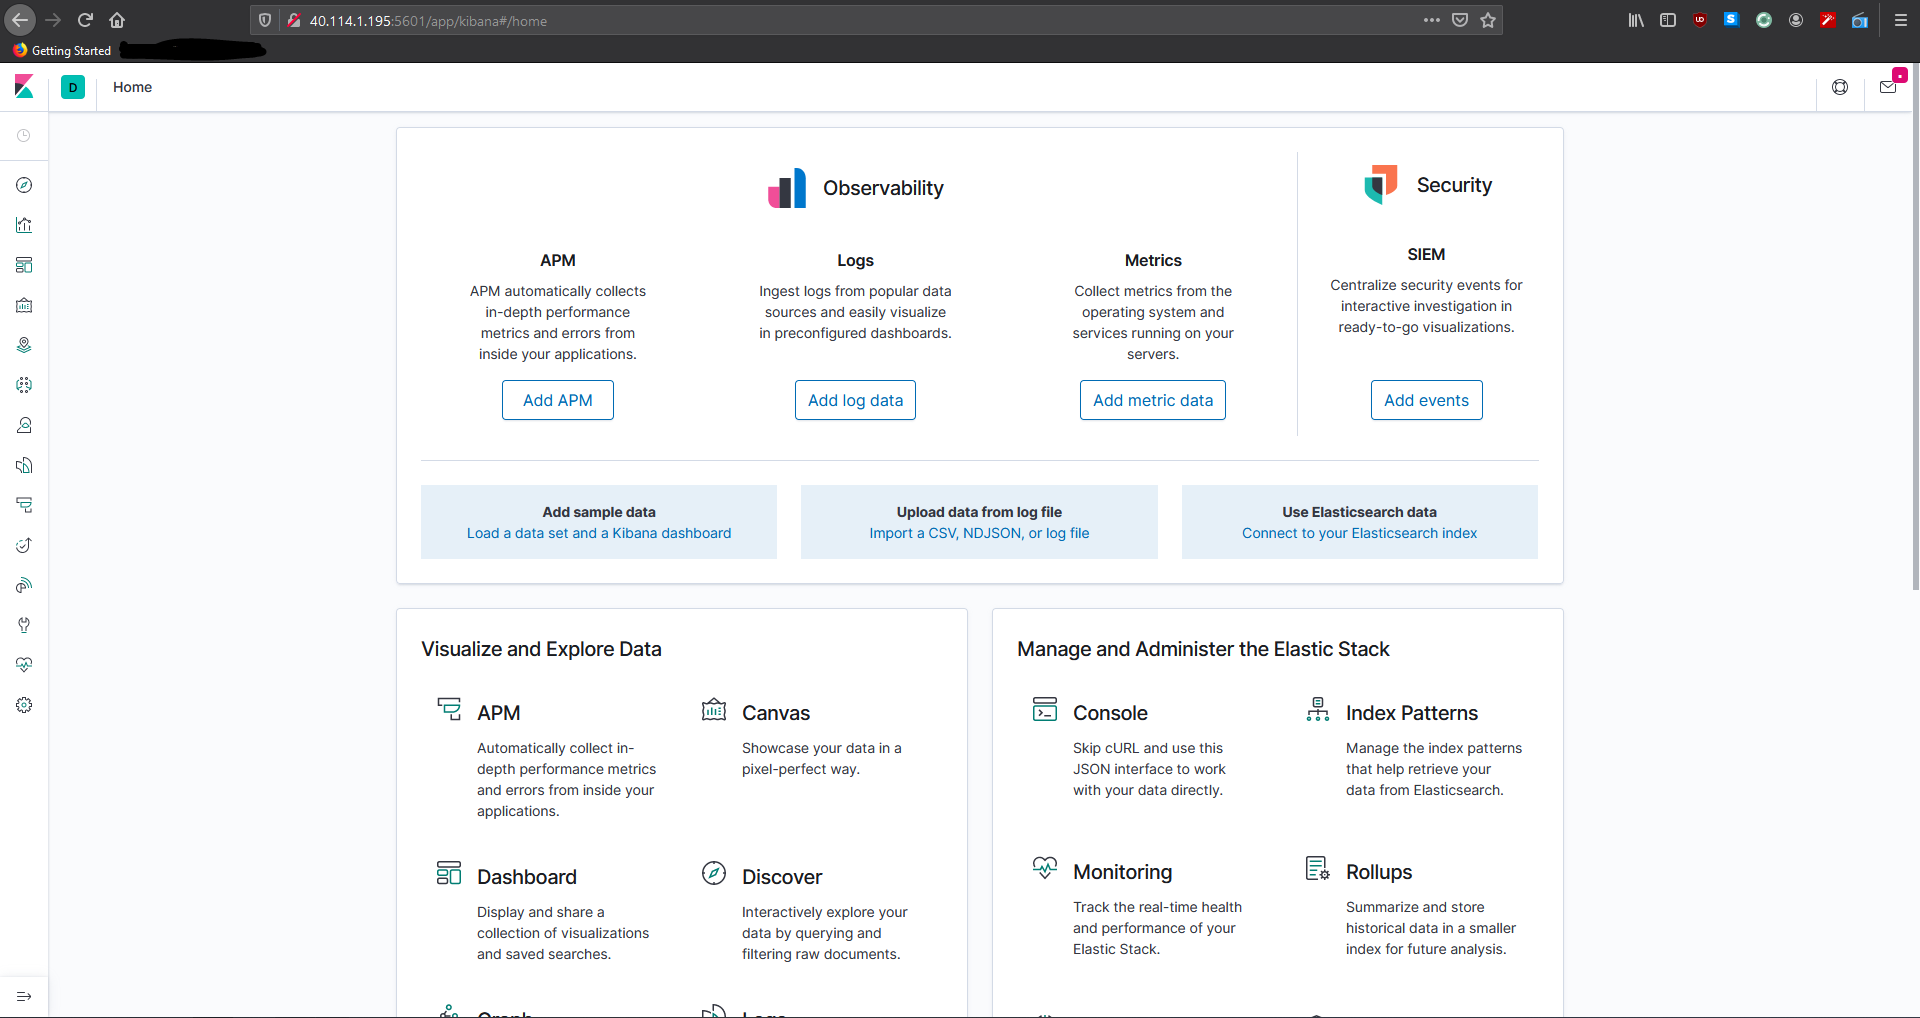 40.114.1.195:5601/app/kibana#/home
Getting Started
D
Home
Observability
Security
APM
APM automatically collects
in-depth performance
metrics and errors from
inside your applications.
Add APM
Logs
Ingest logs from popular data
sources and easily visualize
in preconfigured dashboards.
Add log data
Metrics
Collect metrics from the
operating system and
services running on your
servers.
Add metric data
SIEM
Centralize security events for
interactive investigation in
ready-to-go visualizations.
Add events
Add sample data
Load a data set and a Kibana dashboard
Upload data from log file
Import a CSV, NDJSON, or log file
Use Elasticsearch data
Connect to your Elasticsearch index
Visualize and Explore Data
APM
Automatically collect in-
depth performance metrics
and errors from inside your
applications.
Canvas
Showcase your data in a
pixel-perfect way.
Dashboard
Display and share a
collection of visualizations
and saved searches.
Discover
Interactively explore your
data by querying and
filtering raw documents.
Graph
Logs
Manage and Administer the Elastic Stack
Console
Skip cURL and use this
JSON interface to work
with your data directly.
Index Patterns
Manage the index patterns
that help retrieve your
data from Elasticsearch.
Monitoring
Track the real-time health
and performance of your
Elastic Stack.
Rollups
Summarize and store
historical data in a smaller
index for future analysis.